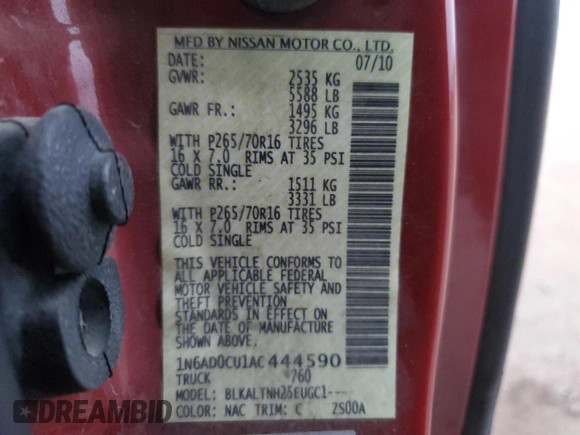 MFD BY NISSAN MOTOR CO., LTD.
DATE: 07/10
GVWR: 2535 KG
5588 LB
GAWR FR.: 1495 KG
3296 LB
WITH P265/70R16 TIRES
16 X 7.0 RIMS AT 35 PSI
COLD SINGLE
GAWR RR.: 1511 KG
3331 LB
WITH P265/70R16 TIRES
16 X 7.0 RIMS AT 35 PSI
COLD SINGLE
THIS VEHICLE CONFORMS TO
ALL APPLICABLE FEDERAL
MOTOR VEHICLE SAFETY AND
THEFT PREVENTION
STANDARDS IN EFFECT ON
THE DATE OF MANUFACTURE
SHOWN ABOVE.
1N6AD0CU1AC444590
TRUCK 760
MODEL: BLKALTNH26EUGC1----
COLOR: NAC TRIM: C ZS00A
DREAMBID